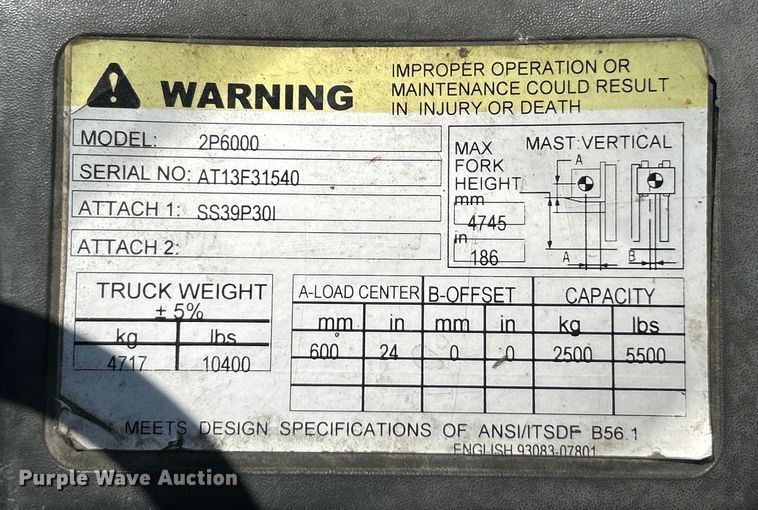 WARNING
IMPROPER OPERATION OR
MAINTENANCE COULD RESULT
IN INJURY OR DEATH
MODEL: 2P6000
SERIAL NO: AT13F31540
ATTACH 1: SS39P30I
ATTACH 2:
MAX
FORK
HEIGHT
mm
4745
in
186
MAST:VERTICAL
A
A
B
TRUCK WEIGHT
± 5%
kg lbs
4717 10400
A-LOAD CENTER B-OFFSET CAPACITY
mm in mm in kg lbs
600 24 0 0 2500 5500
MEETS DESIGN SPECIFICATIONS OF ANSI/ITSDF B56.1
ENGLISH 93083-07801
Purple Wave Auction